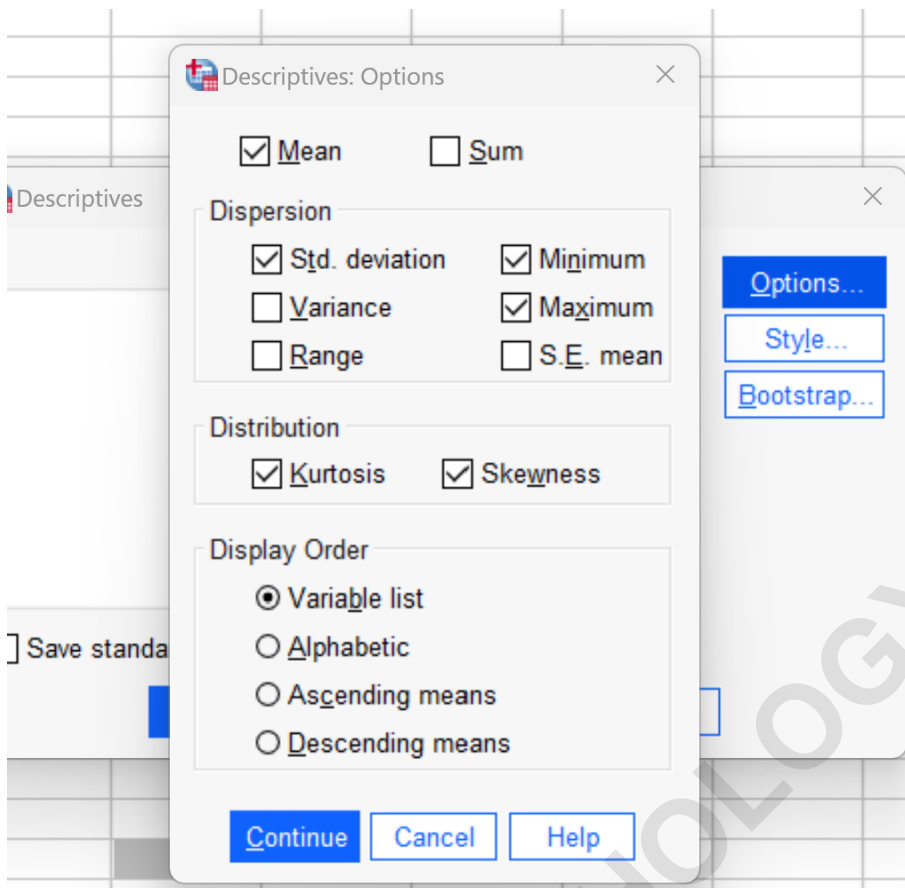 Descriptives: Options
Mean Sum
Descriptives
Dispersion
Std. deviation Minimum
Options...
Variance Maximum
Style...
Range S.E. mean
Bootstrap...
Distribution
Kurtosis Skewness
Display Order
Variable list
Alphabetic
Save standa
Ascending means
Descending means
Continue Cancel Help
HOLOGY